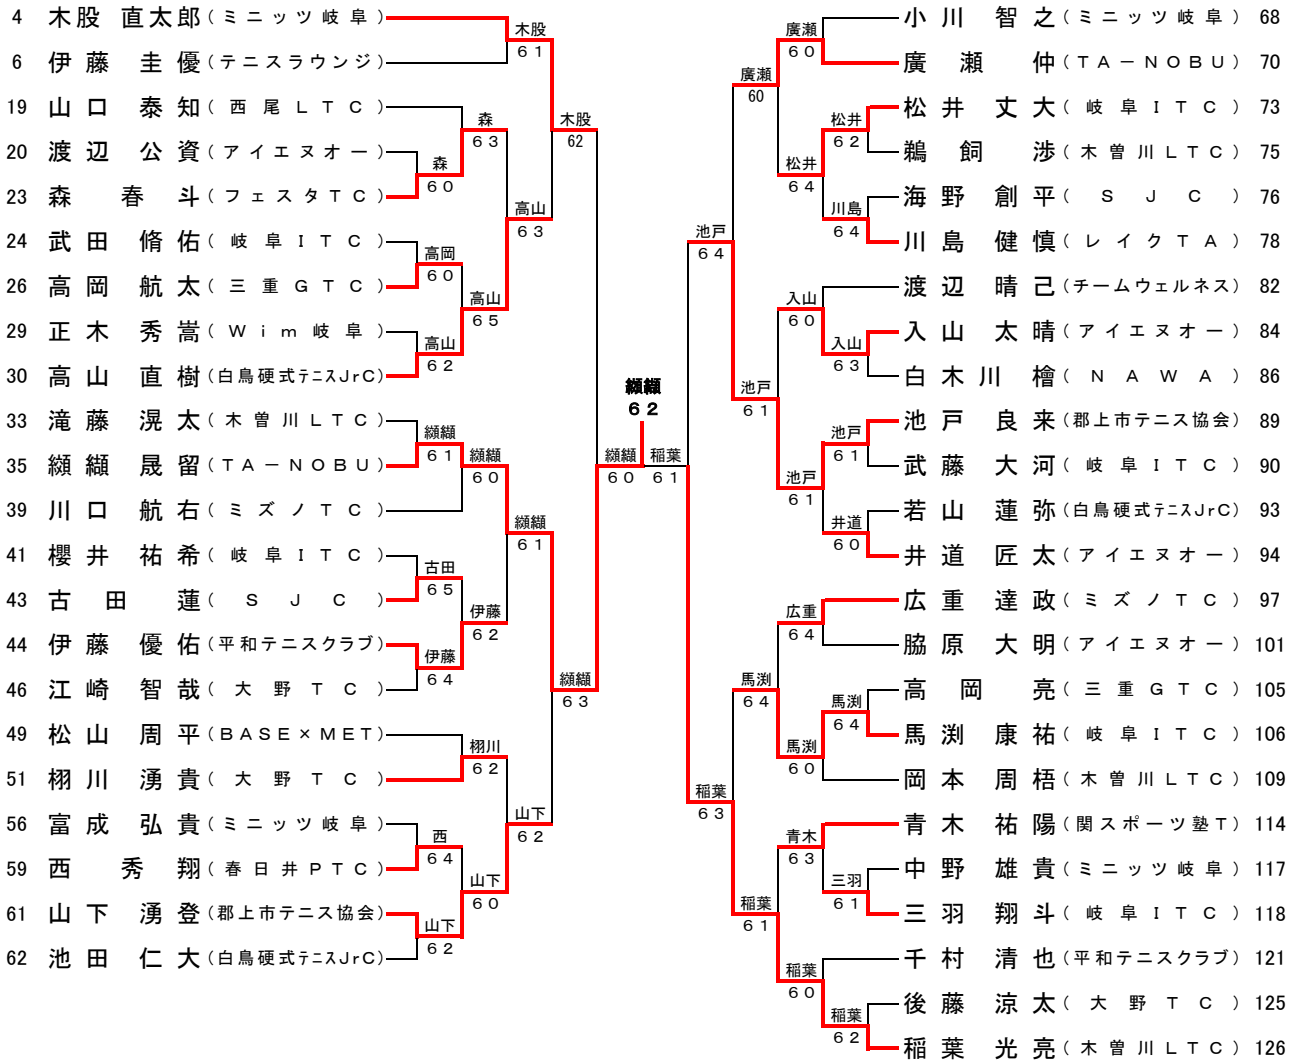 4 木股 直太郎 (ミニッツ岐阜)
6 伊藤 圭優 (テニスラウンジ)
19 山口 泰知 (西尾LTC)
20 渡辺 公資 (アイエヌオー)
23 森 春斗 (フェスタTC)
24 武田 脩佑 (岐阜ITC)
26 高岡 航太 (三重GTC)
29 正木 秀嵩 (Wim岐阜)
30 高山 直樹 (白鳥硬式テニスJrC)
33 滝藤 滉太 (木曽川LTC)
35 纐纈 晟留 (TA-NOBU)
39 川口 航右 (ミズノTC)
41 櫻井 祐希 (岐阜ITC)
43 古田 蓮 (SJC)
44 伊藤 優佑 (平和テニスクラブ)
46 江崎 智哉 (大野TC)
49 松山 周平 (BASE×MET)
51 栩川 湧貴 (大野TC)
56 富成 弘貴 (ミニッツ岐阜)
59 西 秀翔 (春日井PTC)
61 山下 湧登 (郡上市テニス協会)
62 池田 仁大 (白鳥硬式テニスJrC)
森
60
高岡
60
高山
62
纐纈
61
古田
65
伊藤
64
西
64
山下
62
森
63
高山
65
纐纈
60
伊藤
62
栩川
62
山下
60
木股
61
高山
63
纐纈
61
山下
62
木股
62
纐纈
63
纐纈
60
纐纈
62
稲葉
61
池戸
64
稲葉
63
廣瀬
60
池戸
61
馬渕
64
稲葉
61
廣瀬
60
松井
64
入山
60
池戸
61
広重
64
馬渕
60
青木
63
稲葉
60
松井
62
川島
64
入山
63
池戸
61
井道
60
馬渕
64
三羽
61
稲葉
62
小川 智之 (ミニッツ岐阜) 68
廣瀬 仲 (TA-NOBU) 70
松井 丈大 (岐阜ITC) 73
鵜飼 渉 (木曽川LTC) 75
海野 創平 (SJC) 76
川島 健慎 (レイクTA) 78
渡辺 晴己 (チームウェルネス) 82
入山 太晴 (アイエヌオー) 84
白木川 檜 (NAWA) 86
池戸 良来 (郡上市テニス協会) 89
武藤 大河 (岐阜ITC) 90
若山 蓮弥 (白鳥硬式テニスJrC) 93
井道 匠太 (アイエヌオー) 94
広重 達政 (ミズノTC) 97
脇原 大明 (アイエヌオー) 101
高岡 亮 (三重GTC) 105
馬渕 康祐 (岐阜ITC) 106
岡本 周梧 (木曽川LTC) 109
青木 祐陽 (関スポーツ塾T) 114
中野 雄貴 (ミニッツ岐阜) 117
三羽 翔斗 (岐阜ITC) 118
千村 清也 (平和テニスクラブ) 121
後藤 涼太 (大野TC) 125
稲葉 光亮 (木曽川LTC) 126